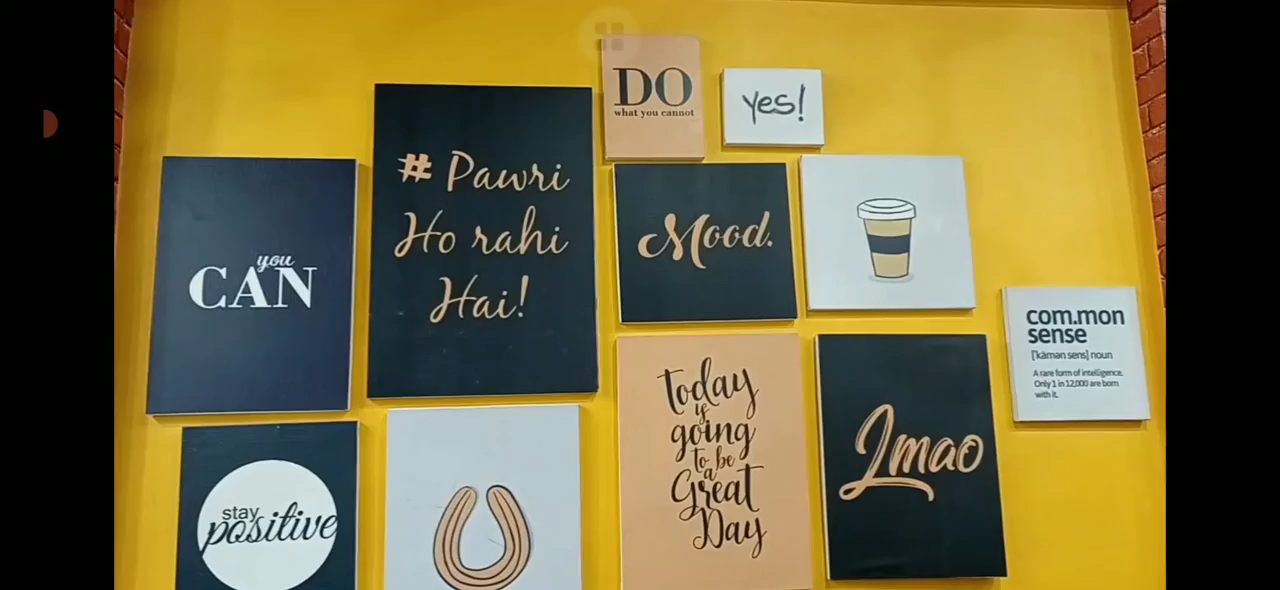 DO
what you cannot
yes!
# Pawri
Ho rahi
Hai!
you
CAN
Mood.
com.mon
sense
['kämən sens] noun
A rare form of intelligence.
Only 1 in 12,000 are born
with it.
today
is
going
to be
a
Great
Day
Lmao
stay
positive